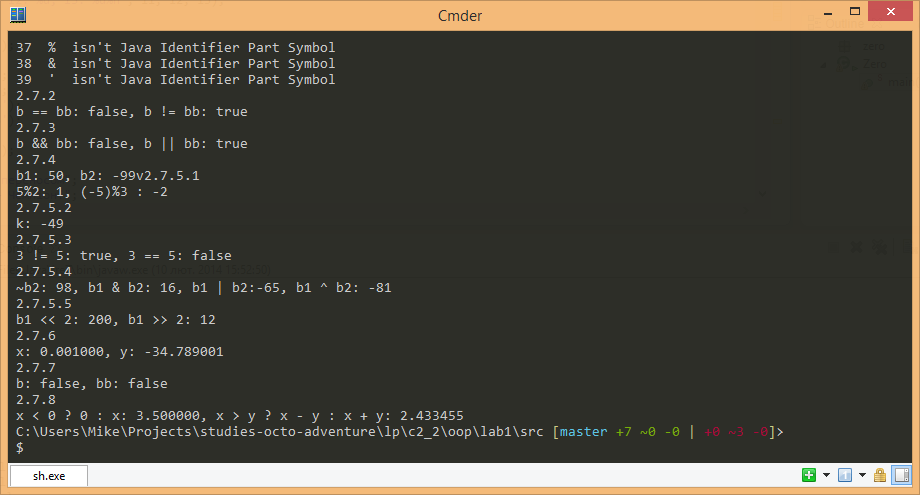 Cmder
37  %  isn't Java Identifier Part Symbol
38  &  isn't Java Identifier Part Symbol
39  '  isn't Java Identifier Part Symbol
2.7.2
b == bb: false, b != bb: true
2.7.3
b && bb: false, b || bb: true
2.7.4
b1: 50, b2: -99v2.7.5.1
5%2: 1, (-5)%3 : -2
2.7.5.2
k: -49
2.7.5.3
3 != 5: true, 3 == 5: false
2.7.5.4
~b2: 98, b1 & b2: 16, b1 | b2:-65, b1 ^ b2: -81
2.7.5.5
b1 << 2: 200, b1 >> 2: 12
2.7.6
x: 0.001000, y: -34.789001
2.7.7
b: false, bb: false
2.7.8
x < 0 ? 0 : x: 3.500000, x > y ? x - y : x + y: 2.433455
C:\Users\Mike\Projects\studies-octo-adventure\lp\c2_2\oop\lab1\src [master +7 ~0 -0 | +0 ~3 -0]>
$
sh.exe